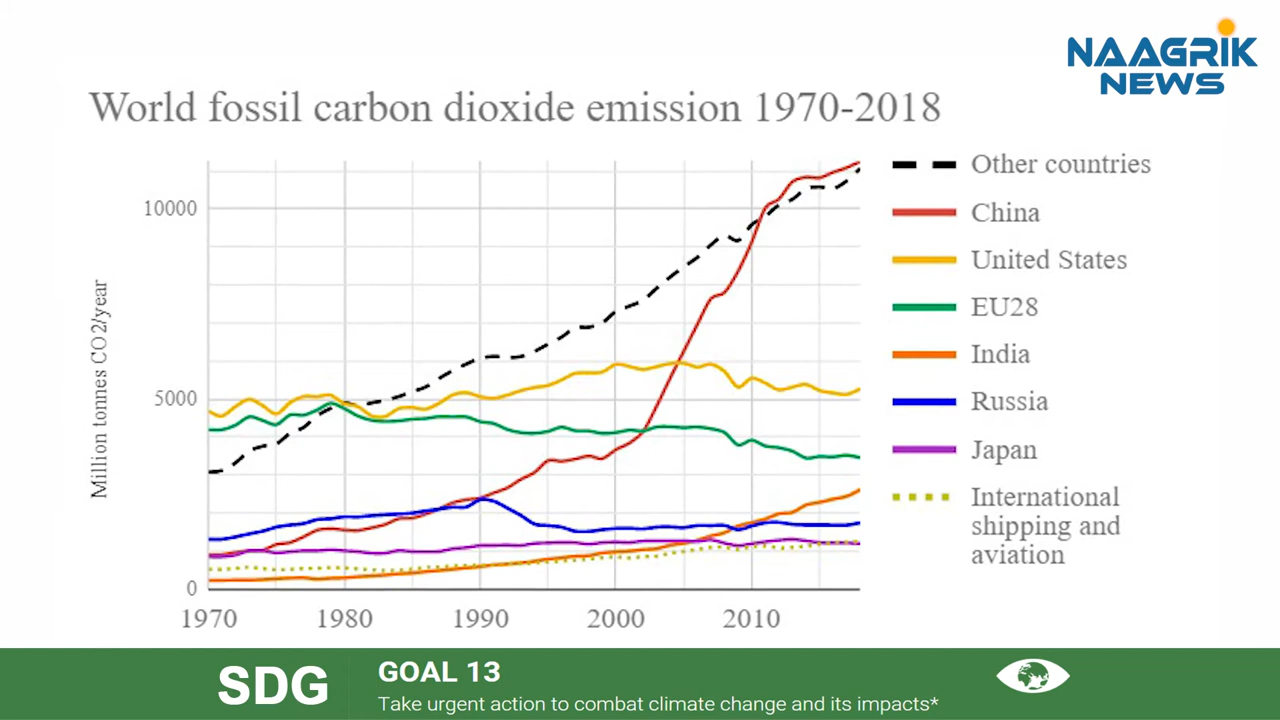 NAAGRIK
NEWS
World fossil carbon dioxide emission 1970-2018
Million tonnes CO2/year
10000
5000
0
1970
1980
1990
2000
2010
Other countries
China
United States
EU28
India
Russia
Japan
International
shipping and
aviation
SDG
GOAL 13
Take urgent action to combat climate change and its impacts*